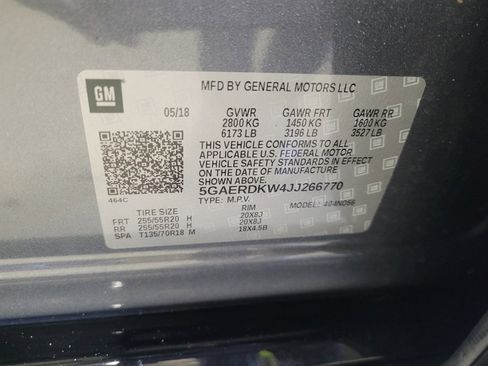 GM
MFD BY GENERAL MOTORS LLC
05/18 GVWR GAWR FRT GAWR RR
2800 KG 1450 KG 1600 KG
6173 LB 3196 LB 3527 LB
THIS VEHICLE CONFORMS TO ALL
APPLICABLE U.S. FEDERAL MOTOR
VEHICLE SAFETY STANDARDS IN EFFECT
ON THE DATE OF MANUFACTURE SHOWN ABOVE.
5GAERDKW4JJ266770
464C TYPE: M.P.V. MODEL:
TIRE SIZE RIM
FRT 255/55R20 H 20X8J
RR 255/55R20 H 20X8J
SPA T135/70R18 M 18X4.5B